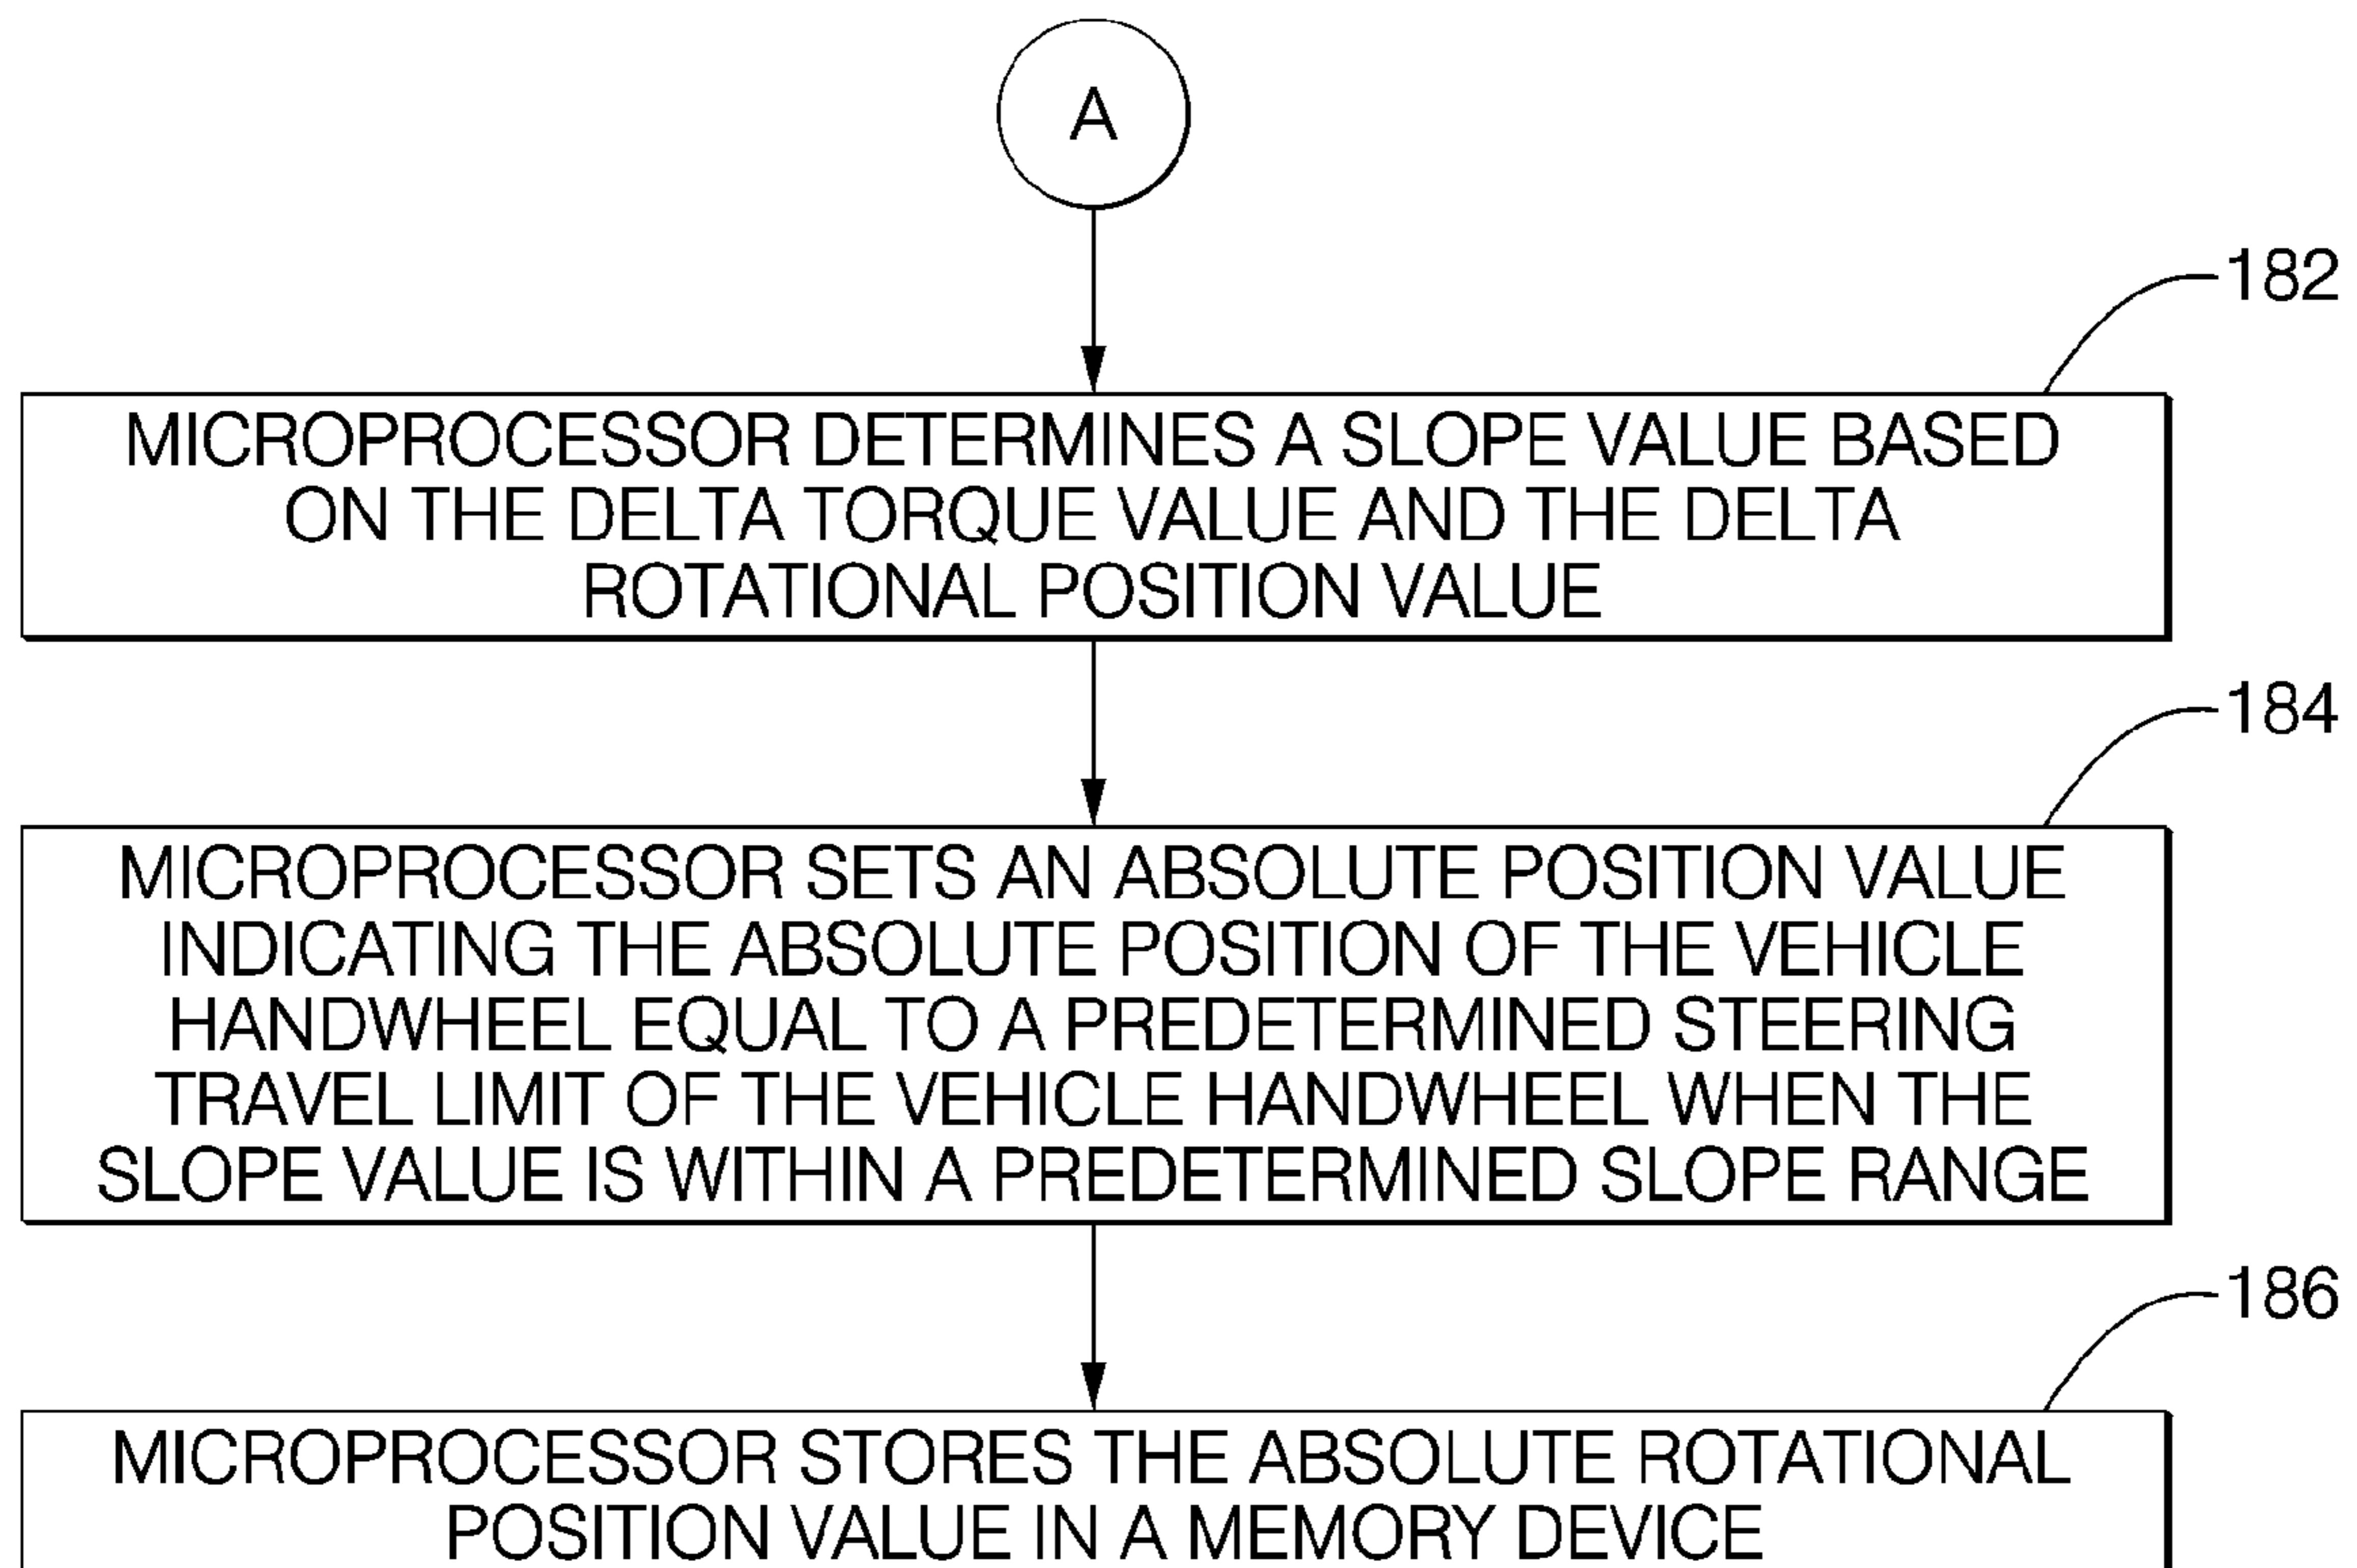 A
182
MICROPROCESSOR DETERMINES A SLOPE VALUE BASED
ON THE DELTA TORQUE VALUE AND THE DELTA
ROTATIONAL POSITION VALUE
184
MICROPROCESSOR SETS AN ABSOLUTE POSITION VALUE
INDICATING THE ABSOLUTE POSITION OF THE VEHICLE
HANDWHEEL EQUAL TO A PREDETERMINED STEERING
TRAVEL LIMIT OF THE VEHICLE HANDWHEEL WHEN THE
SLOPE VALUE IS WITHIN A PREDETERMINED SLOPE RANGE
186
MICROPROCESSOR STORES THE ABSOLUTE ROTATIONAL
POSITION VALUE IN A MEMORY DEVICE